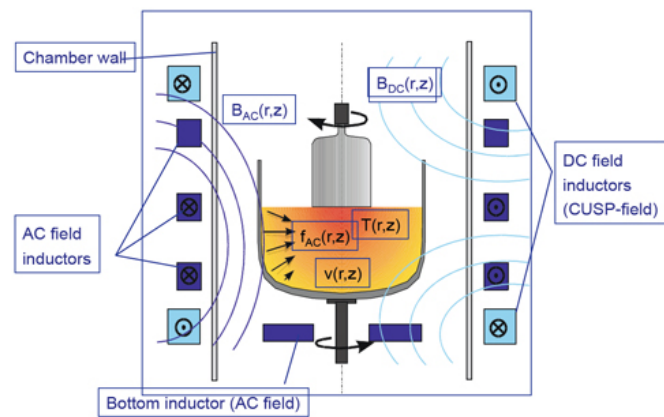 Chamber wall
B_AC(r,z)
B_DC(r,z)
DC field
inductors
(CUSP-field)
T(r,z)
f_AC(r,z)
AC field
inductors
v(r,z)
Bottom inductor (AC field)